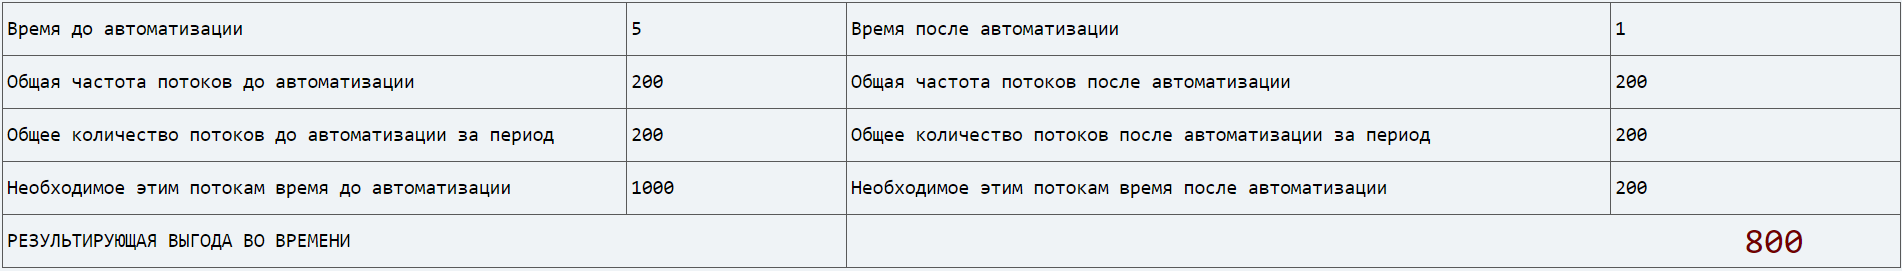 Время до автоматизации 5 Время после автоматизации 1
Общая частота потоков до автоматизации 200 Общая частота потоков после автоматизации 200
Общее количество потоков до автоматизации за период 200 Общее количество потоков после автоматизации за период 200
Необходимое этим потокам время до автоматизации 1000 Необходимое этим потокам время после автоматизации 200
РЕЗУЛЬТИРУЮЩАЯ ВЫГОДА ВО ВРЕМЕНИ 800